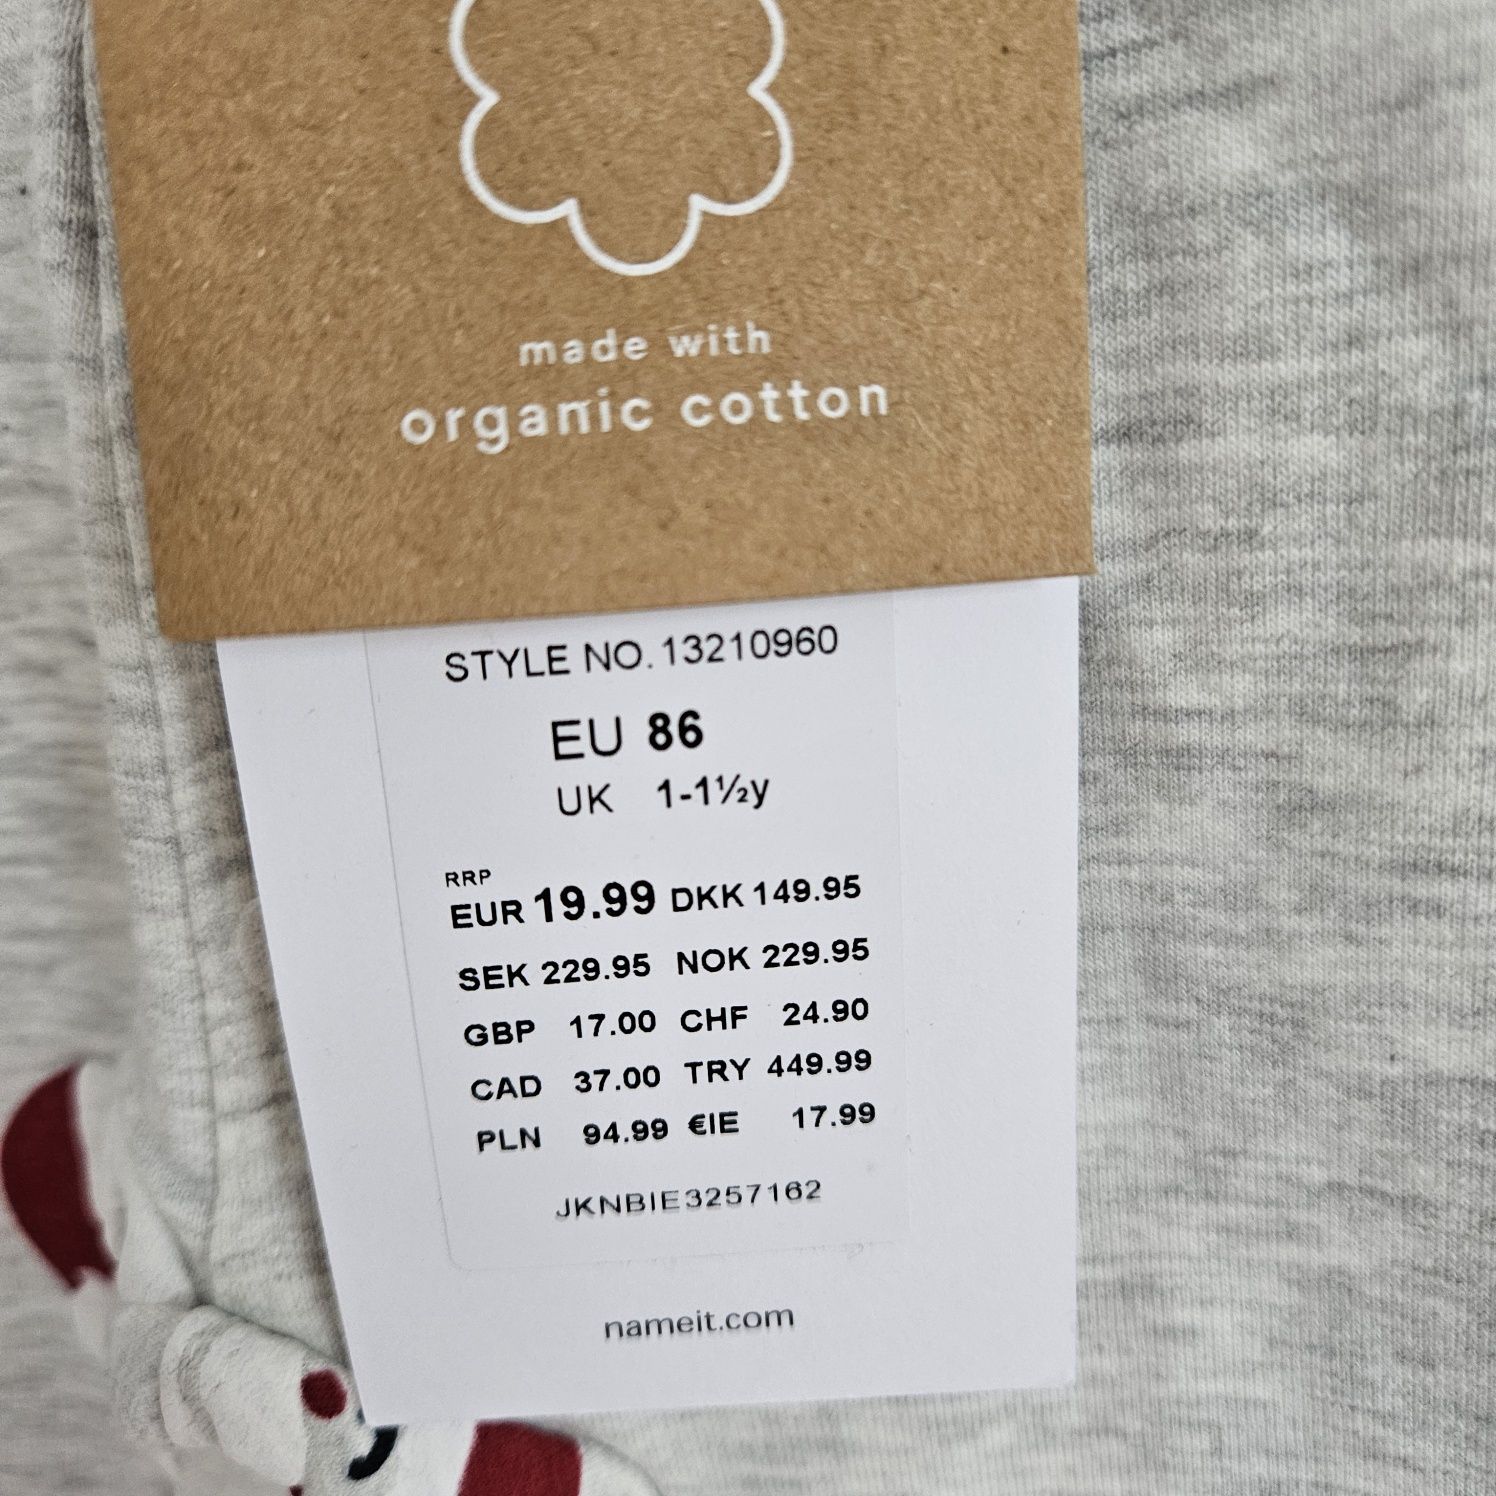 made with
organic cotton
STYLE NO. 13210960
EU 86
UK 1-1½y
RRP
EUR 19.99 DKK 149.95
SEK 229.95 NOK 229.95
GBP 17.00 CHF 24.90
CAD 37.00 TRY 449.99
PLN 94.99 €IE 17.99
JKNBIE3257162
nameit.com